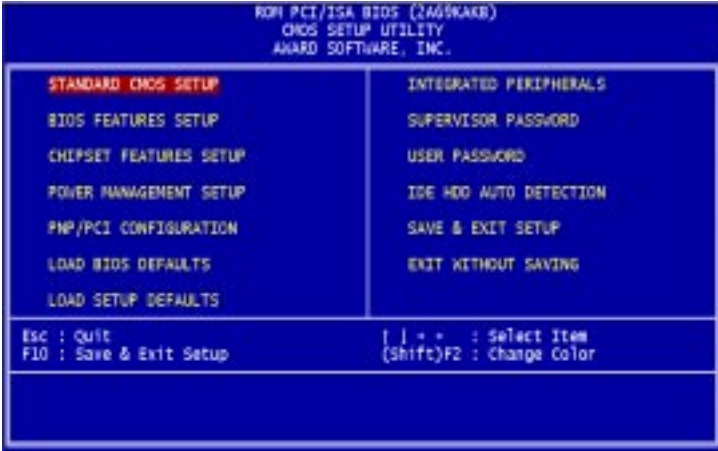 ROM PCI/ISA BIOS (2A69KAKB)
CMOS SETUP UTILITY
AWARD SOFTWARE, INC.
STANDARD CMOS SETUP
BIOS FEATURES SETUP
CHIPSET FEATURES SETUP
POWER MANAGEMENT SETUP
PNP/PCI CONFIGURATION
LOAD BIOS DEFAULTS
LOAD SETUP DEFAULTS
INTEGRATED PERIPHERALS
SUPERVISOR PASSWORD
USER PASSWORD
IDE HDD AUTO DETECTION
SAVE & EXIT SETUP
EXIT WITHOUT SAVING
Esc : Quit
F10 : Save & Exit Setup
: Select Item
(Shift)F2 : Change Color